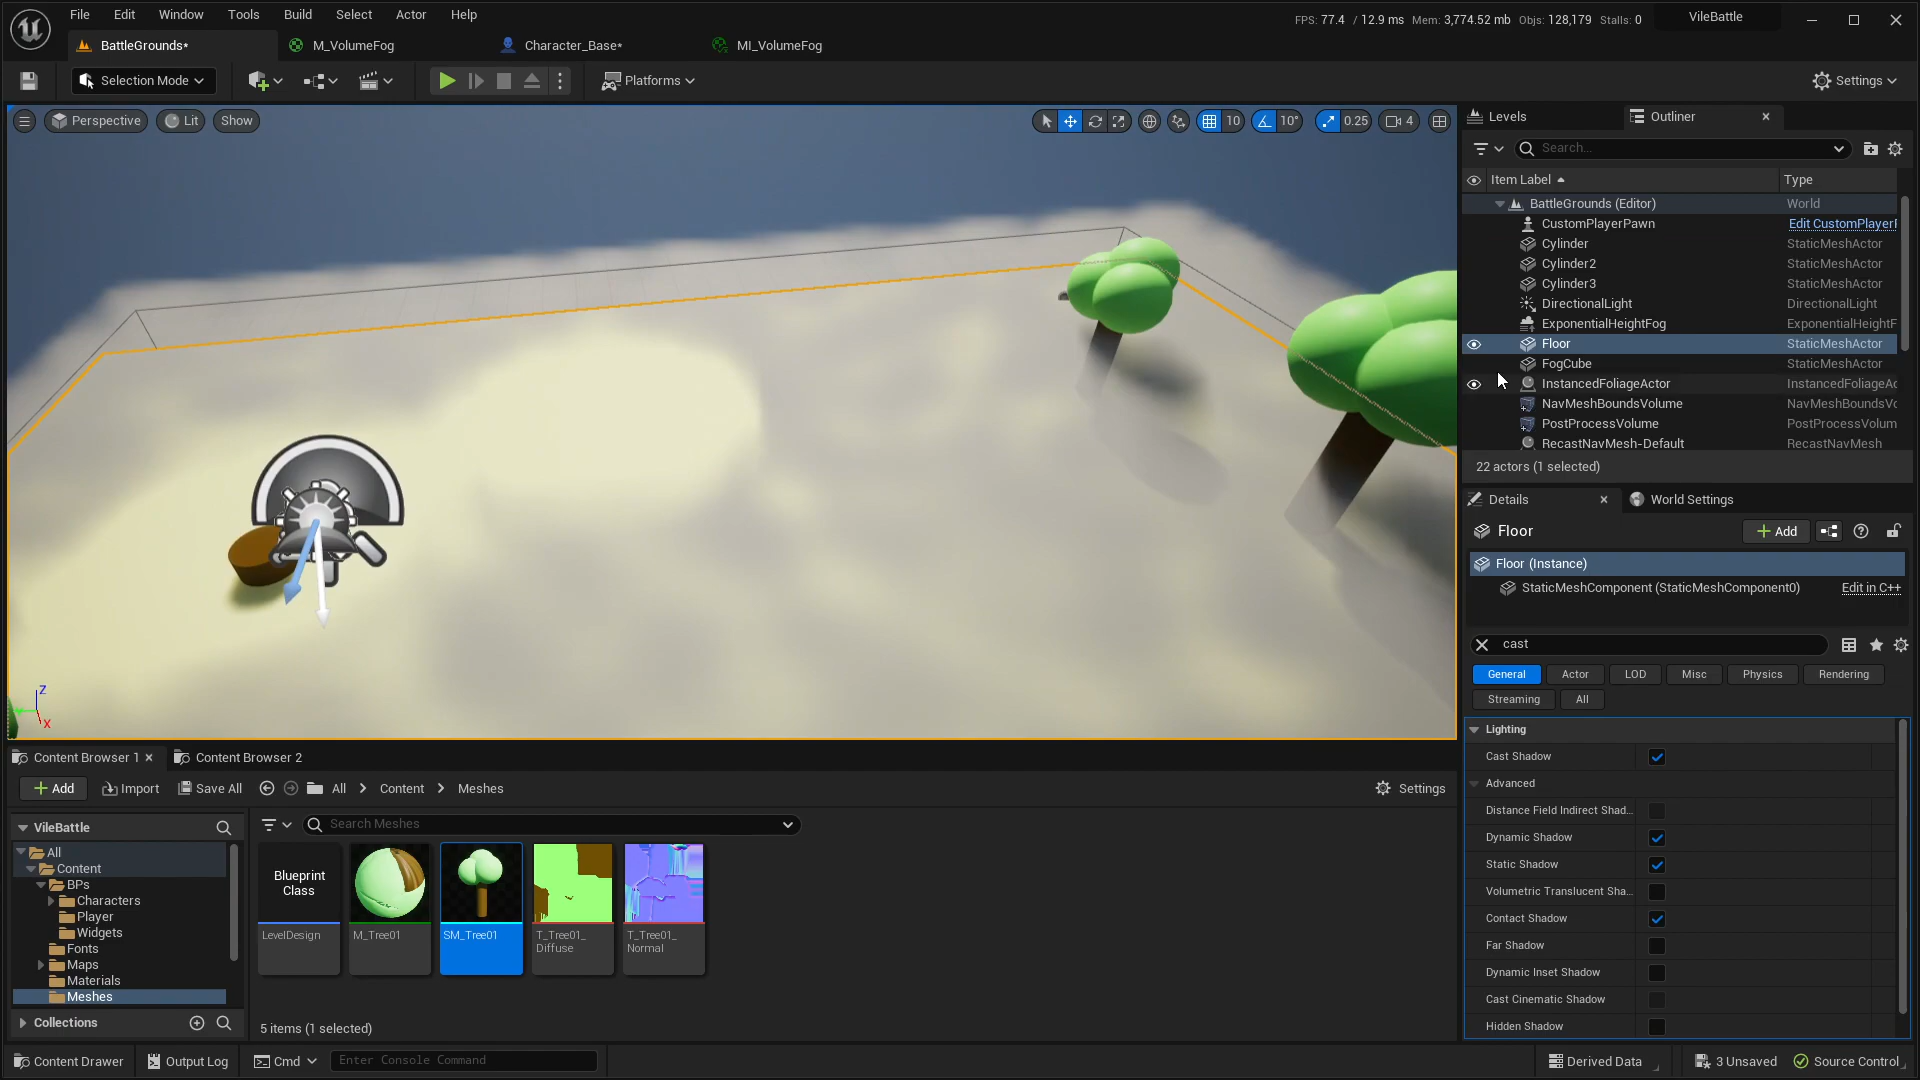 File Edit Window Tools Build Select Actor Help
FPS: 77.4 / 12.9 ms Mem: 3,774.52 mb Objs: 128,179 Stalls: 0
VileBattle
BattleGrounds* M_VolumeFog Character_Base* MI_VolumeFog
Selection Mode Platforms Settings
Perspective Lit Show 10 10° 0.25 4
Levels Outliner
Search...
Item Label Type
BattleGrounds (Editor) World
CustomPlayerPawn Edit CustomPlayerP
Cylinder StaticMeshActor
Cylinder2 StaticMeshActor
Cylinder3 StaticMeshActor
DirectionalLight DirectionalLight
ExponentialHeightFog ExponentialHeightF
Floor StaticMeshActor
FogCube StaticMeshActor
InstancedFoliageActor InstancedFoliageAc
NavMeshBoundsVolume NavMeshBoundsVo
PostProcessVolume PostProcessVolum
RecastNavMesh-Default RecastNavMesh
22 actors (1 selected)
Details World Settings
Floor Add
Floor (Instance)
StaticMeshComponent (StaticMeshComponent0) Edit in C++
cast
General Actor LOD Misc Physics Rendering
Streaming All
Lighting
Cast Shadow
Advanced
Distance Field Indirect Shad...
Dynamic Shadow
Static Shadow
Volumetric Translucent Sha...
Contact Shadow
Far Shadow
Dynamic Inset Shadow
Cast Cinematic Shadow
Hidden Shadow
Z
X
Content Browser 1 Content Browser 2
Add Import Save All All Content Meshes Settings
VileBattle
Search Meshes
All
Content
BPs
Characters
Player
Widgets
Fonts
Maps
Materials
Meshes
Collections
Blueprint
Class
LevelDesign M_Tree01 SM_Tree01 T_Tree01_
Diffuse T_Tree01_
Normal
5 items (1 selected)
Content Drawer Output Log Cmd Enter Console Command
Derived Data 3 Unsaved Source Control